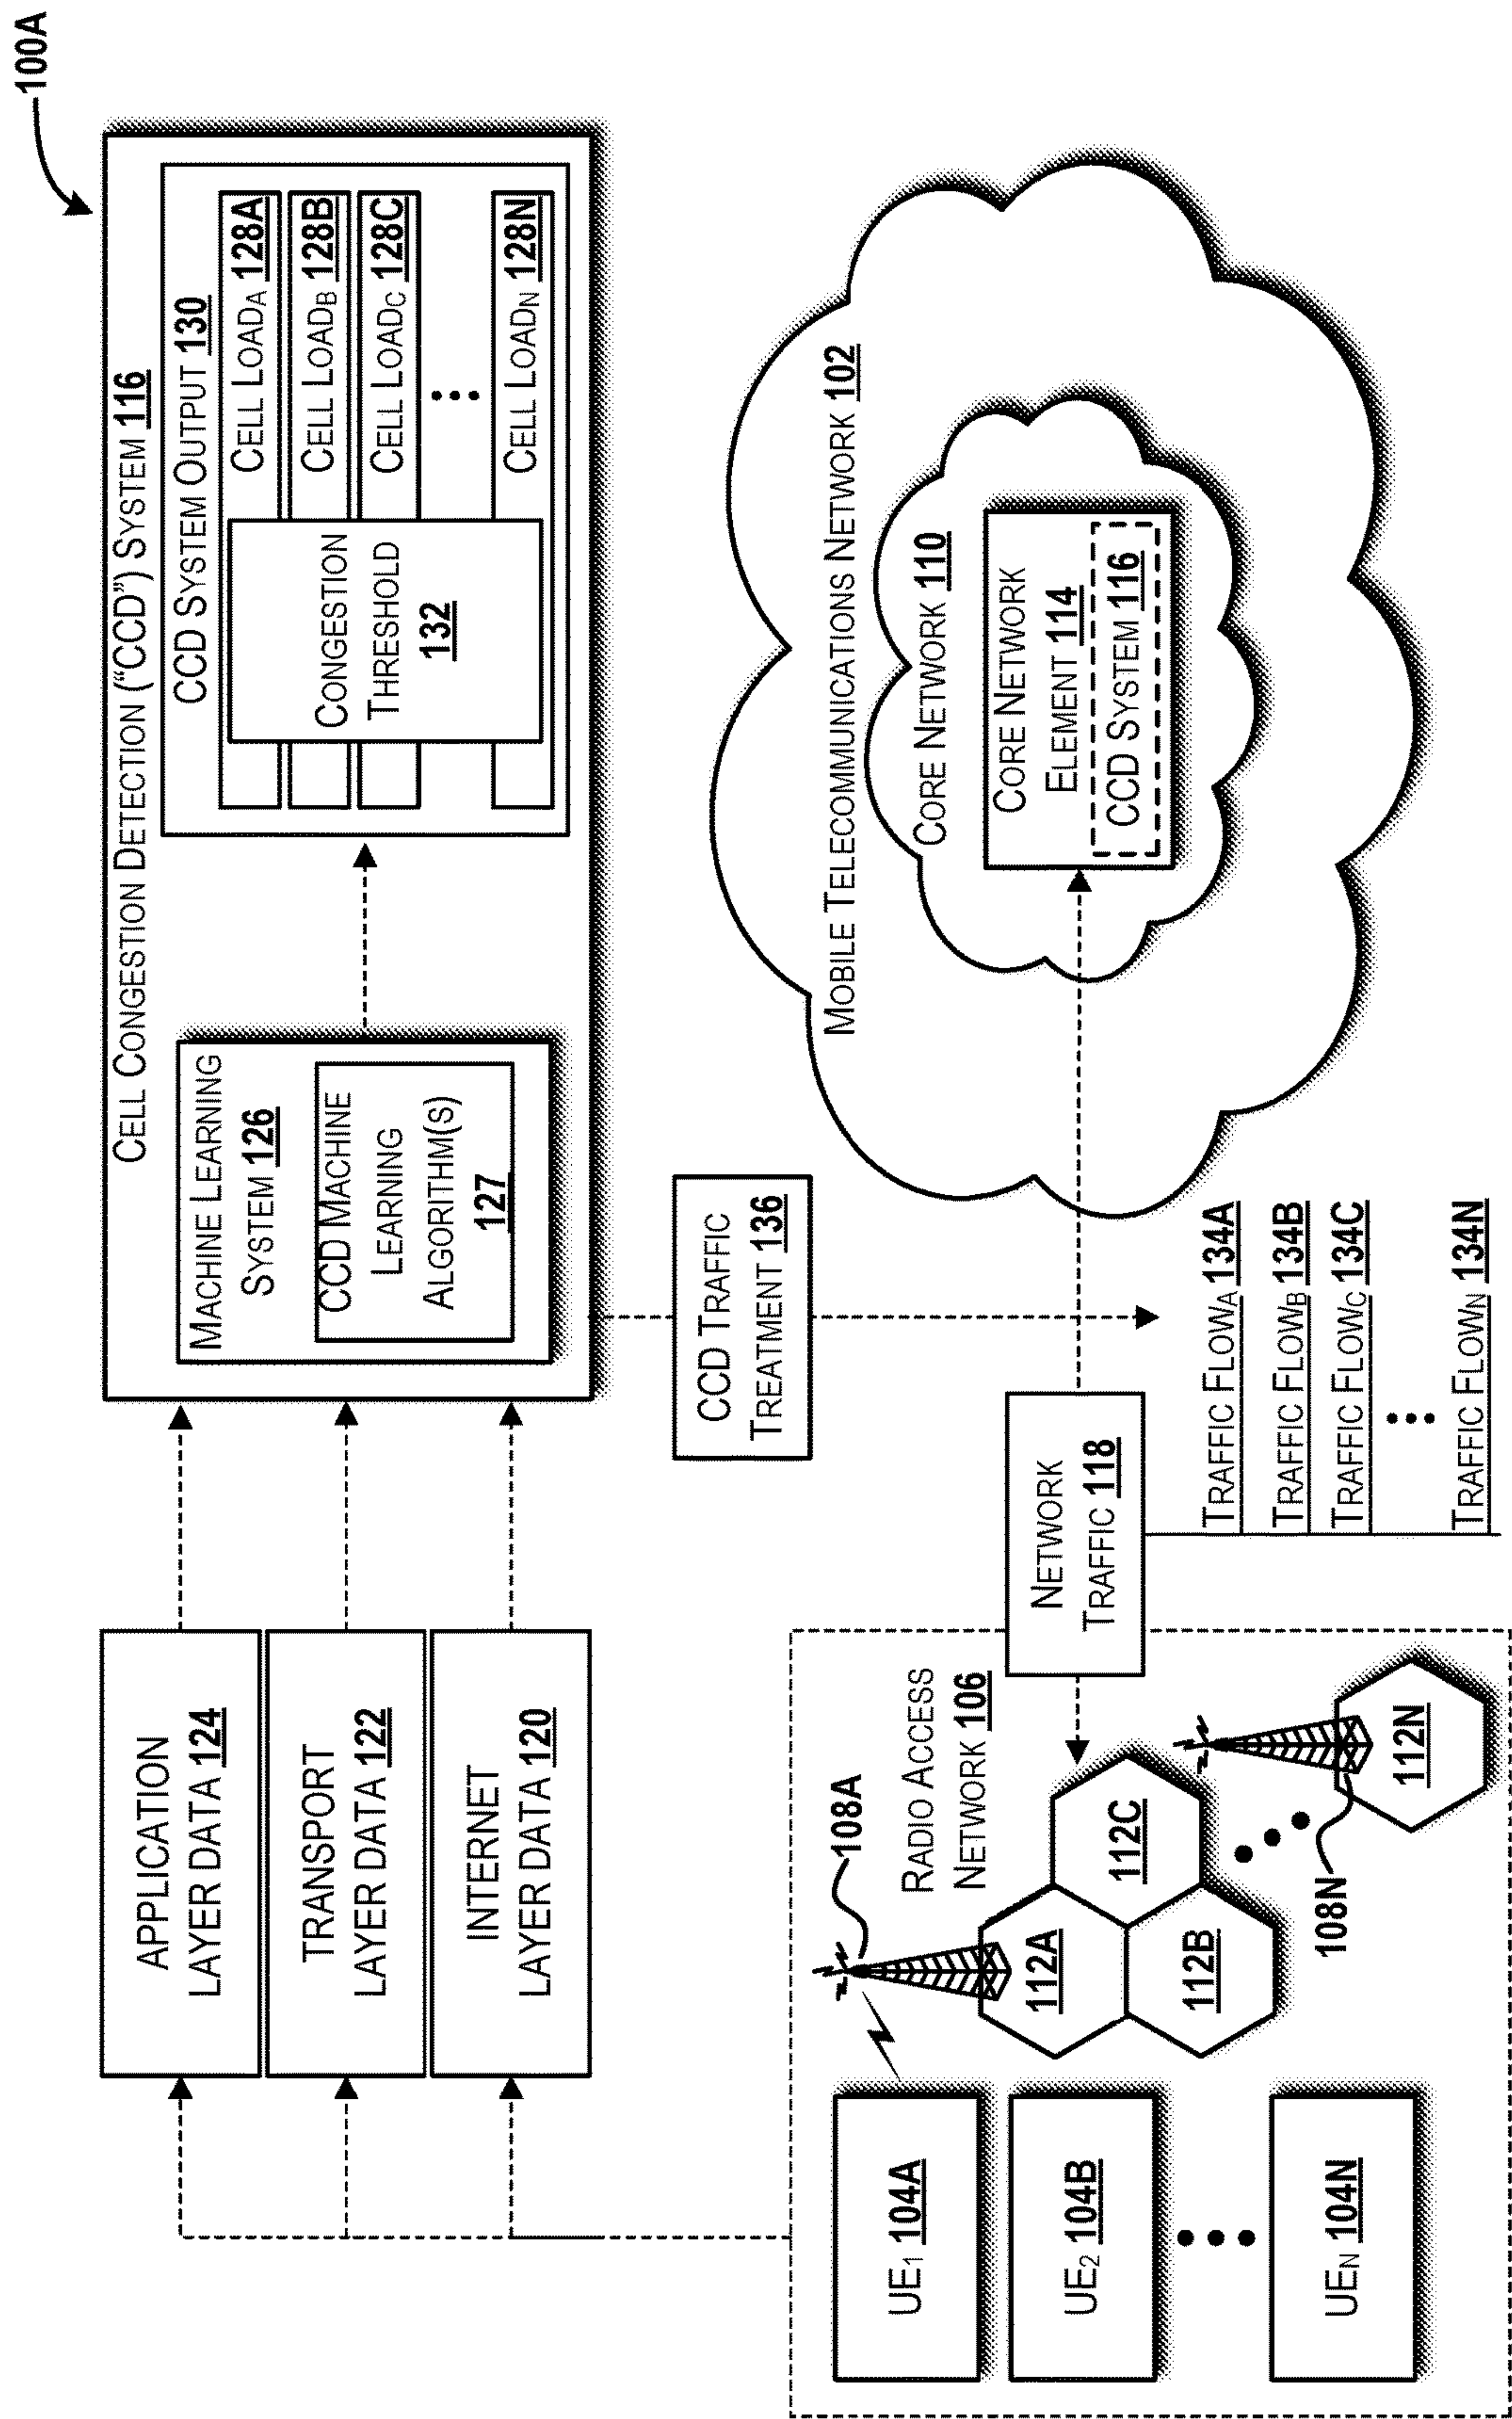 100A
CELL CONGESTION DETECTION ("CCD") SYSTEM 116
APPLICATION
LAYER DATA 124
TRANSPORT
LAYER DATA 122
INTERNET
LAYER DATA 120
MACHINE LEARNING
SYSTEM 126
CCD MACHINE
LEARNING
ALGORITHM(S)
127
CCD SYSTEM OUTPUT 130
CONGESTION
THRESHOLD
132
CELL LOADA 128A
CELL LOADB 128B
CELL LOADC 128C
CELL LOADN 128N
CCD TRAFFIC
TREATMENT 136
MOBILE TELECOMMUNICATIONS NETWORK 102
CORE NETWORK 110
CORE NETWORK
ELEMENT 114
CCD SYSTEM 116
RADIO ACCESS
NETWORK 106
108A
UE1 104A
UE2 104B
UEN 104N
112A
112B
112C
112N
108N
NETWORK
TRAFFIC 118
TRAFFIC FLOWA 134A
TRAFFIC FLOWB 134B
TRAFFIC FLOWC 134C
TRAFFIC FLOWN 134N